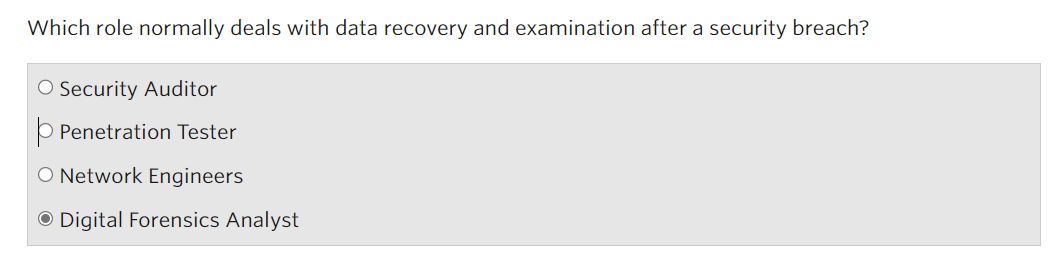 Which role normally deals with data recovery and examination after a security breach?
Security Auditor
Penetration Tester
Network Engineers
Digital Forensics Analyst